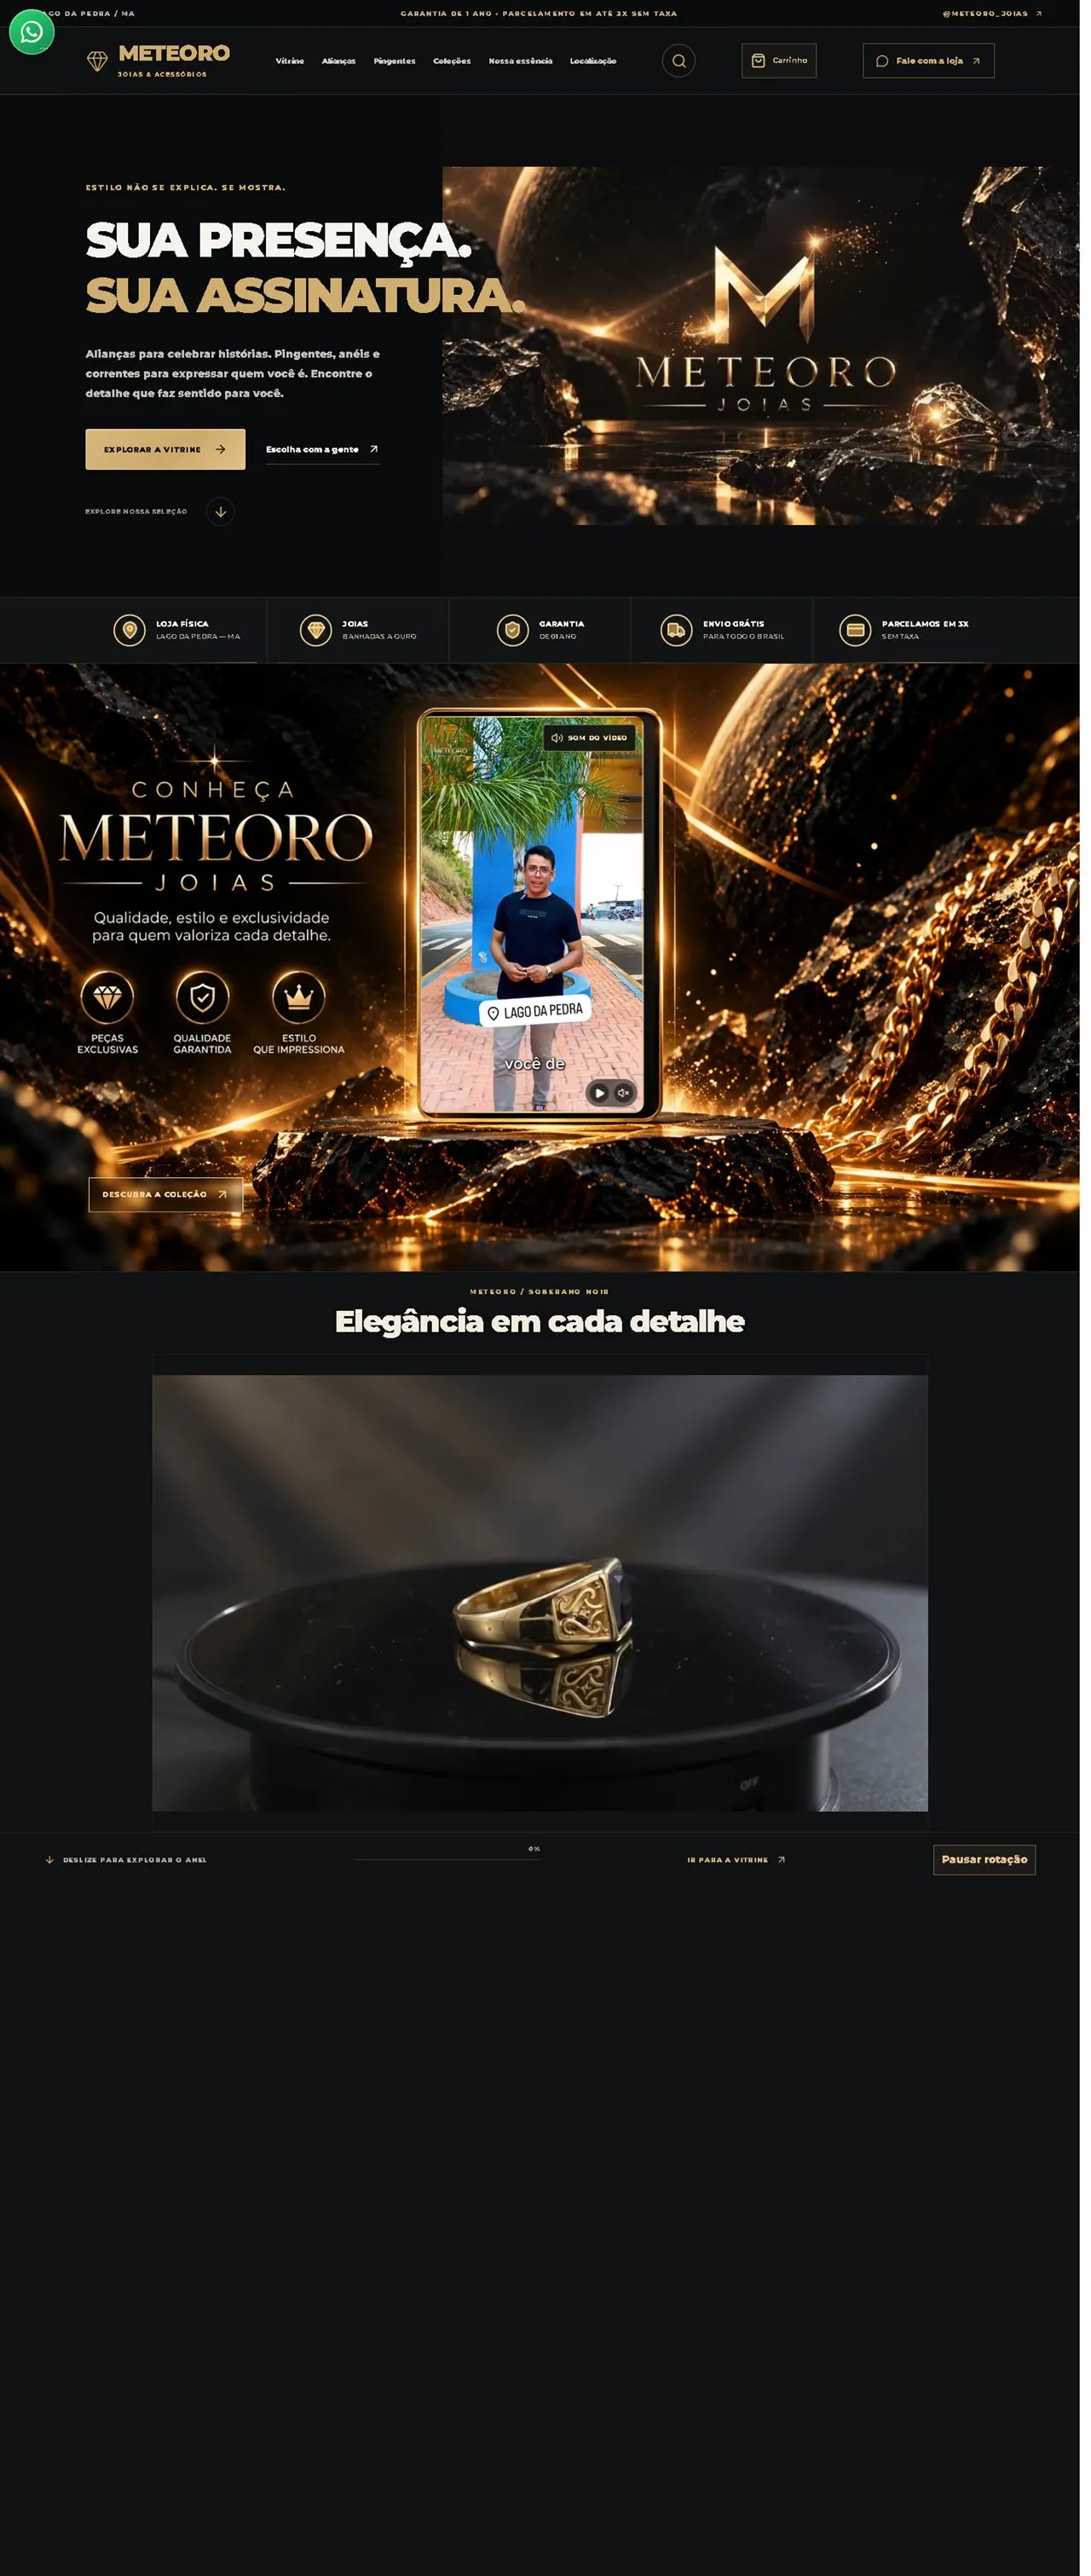 GO DA PEDRA / MA
GARANTIA DE 1 ANO • PARCELAMENTO EM ATÉ 3X SEM TAXA
@METEORO_JOIAS
METEORO
JOIAS & ACESSÓRIOS
Vitrine
Alianças
Pingentes
Coleções
Nossa essência
Localização
Carrinho
Fale com a loja
ESTILO NÃO SE EXPLICA. SE MOSTRA.
SUA PRESENÇA.
SUA ASSINATURA.
Alianças para celebrar histórias. Pingentes, anéis e
correntes para expressar quem você é. Encontre o
detalhe que faz sentido para você.
EXPLORAR A VITRINE
Escolha com a gente
EXPLORE NOSSA SELEÇÃO
M
METEORO
JOIAS
LOJA FÍSICA
LAGO DA PEDRA — MA
JOIAS
BANHADAS A OURO
GARANTIA
DE 01 ANO
ENVIO GRÁTIS
PARA TODO O BRASIL
PARCELAMOS EM 3X
SEM TAXA
CONHEÇA
METEORO
JOIAS
Qualidade, estilo e exclusividade
para quem valoriza cada detalhe.
PEÇAS
EXCLUSIVAS
QUALIDADE
GARANTIDA
ESTILO
QUE IMPRESSIONA
METEORO
SOM DO VÍDEO
LAGO DA PEDRA
você de
DESCUBRA A COLEÇÃO
METEORO / SOBERANO NOIR
Elegância em cada detalhe
OFF
DESLIZE PARA EXPLORAR O ANEL
0%
IR PARA A VITRINE
Pausar rotação